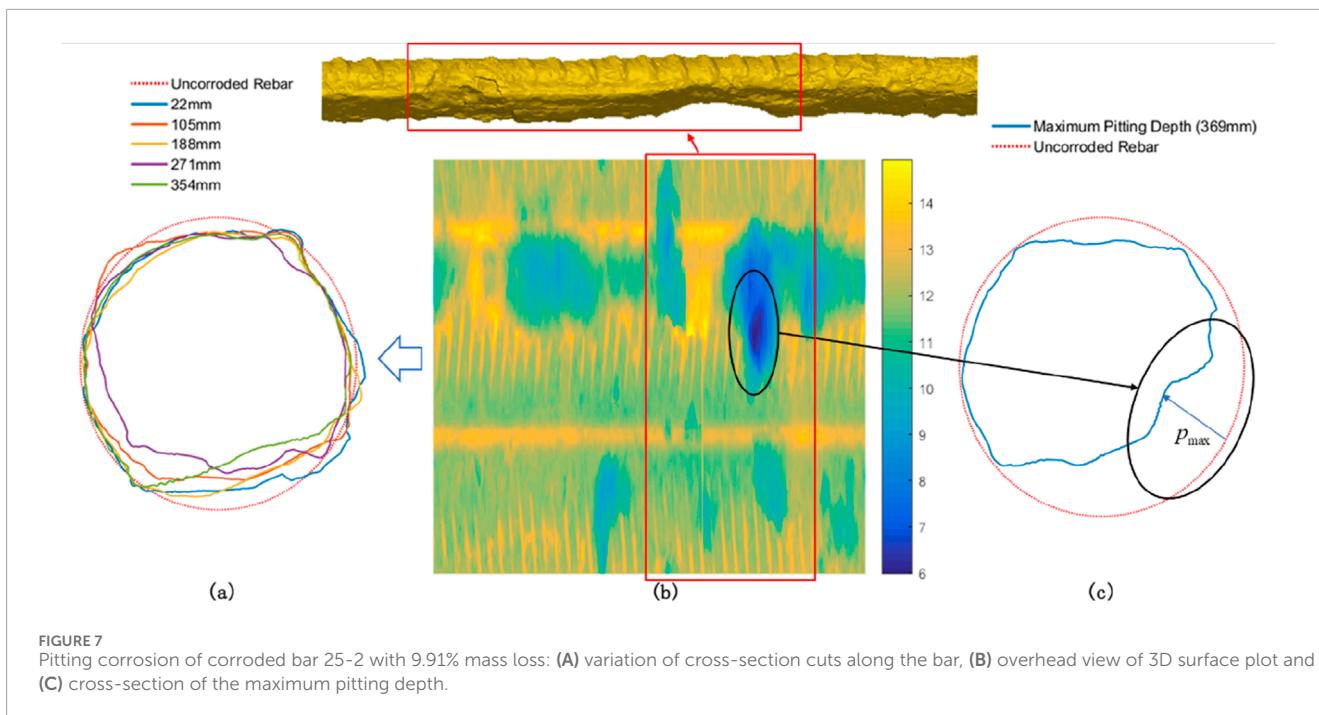 Uncorroded Rebar
22mm
105mm
188mm
271mm
354mm
Maximum Pitting Depth (369mm)
Uncorroded Rebar
14
13
12
11
10
9
8
7
6
Pmax
(a)
(b)
(c)
FIGURE 7
Pitting corrosion of corroded bar 25-2 with 9.91% mass loss: (A) variation of cross-section cuts along the bar, (B) overhead view of 3D surface plot and
(C) cross-section of the maximum pitting depth.